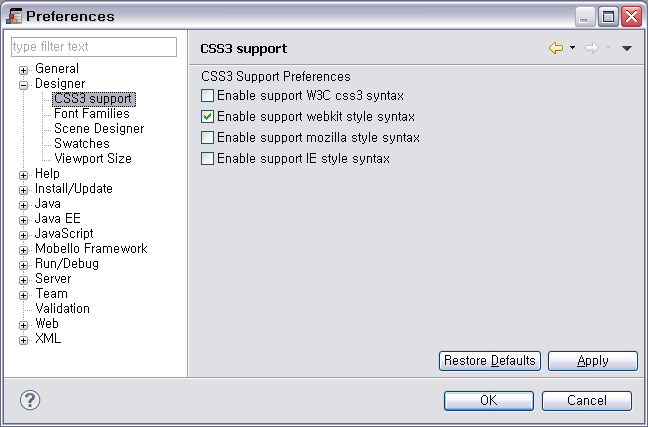 Preferences
type filter text
General
Designer
CSS3 support
Font Families
Scene Designer
Swatches
Viewport Size
Help
Install/Update
Java
Java EE
JavaScript
Mobello Framework
Run/Debug
Server
Team
Validation
Web
XML
CSS3 support
CSS3 Support Preferences
Enable support W3C css3 syntax
Enable support webkit style syntax
Enable support mozilla style syntax
Enable support IE style syntax
Restore Defaults Apply
? OK Cancel